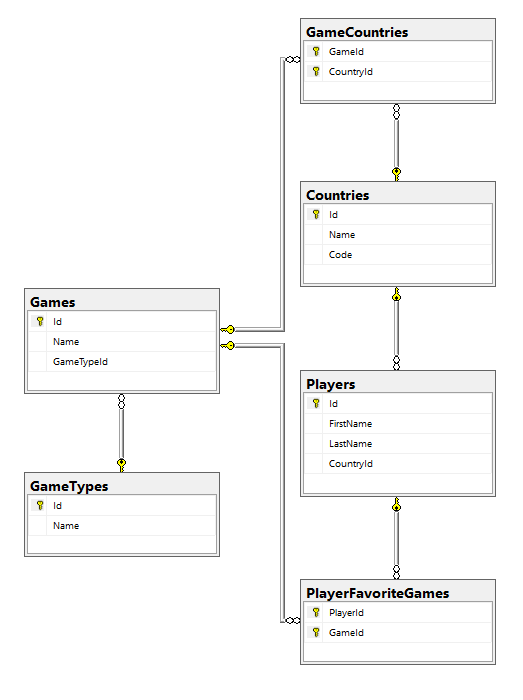 GameCountries
GameId
CountryId
Countries
Id
Name
Code
Games
Id
Name
GameTypeId
Players
Id
FirstName
LastName
CountryId
GameTypes
Id
Name
PlayerFavoriteGames
PlayerId
GameId